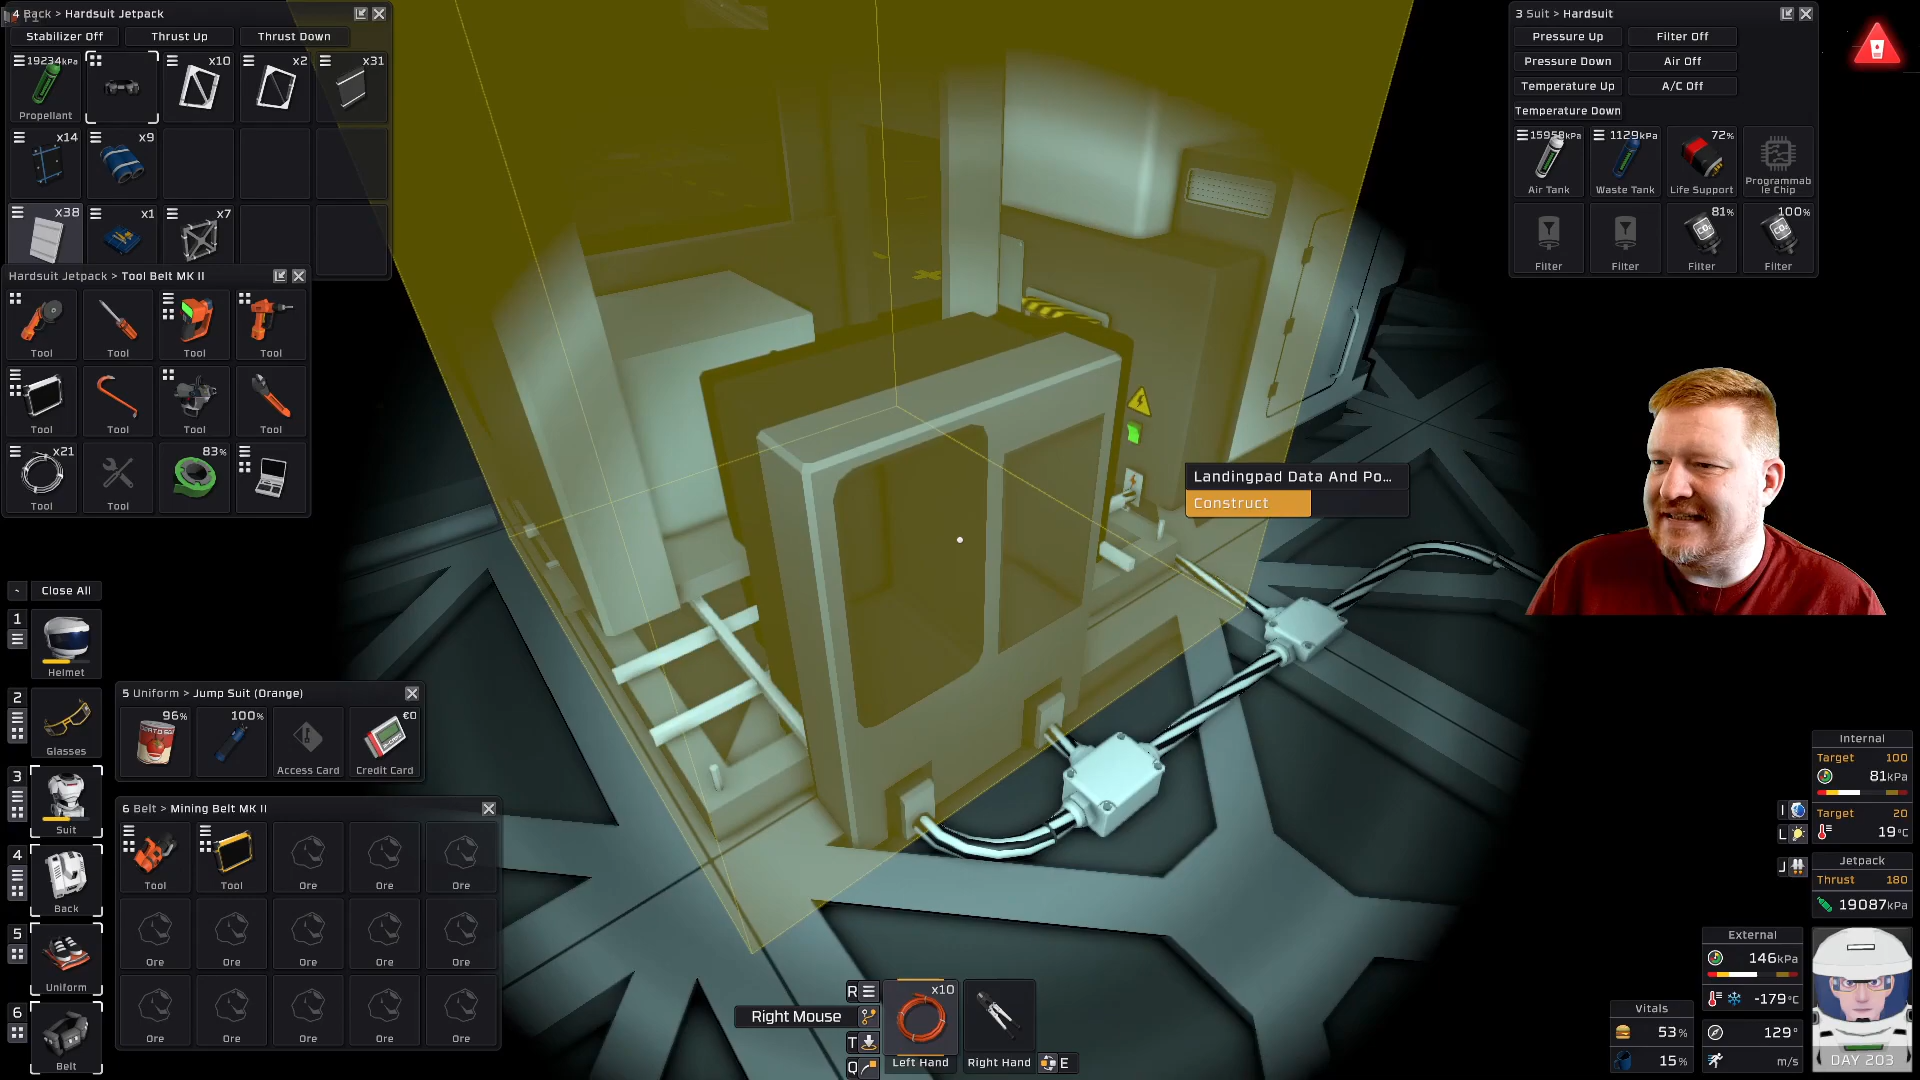 4 Back > Hardsuit Jetpack
Stabilizer Off
Thrust Up
Thrust Down
19234kPa
x10
x2
x31
Propellant
x14
x9
x38
x1
x7
Hardsuit Jetpack > Tool Belt MK II
Tool
Tool
Tool
Tool
Tool
Tool
Tool
Tool
x21
83%
Tool
Tool
3 Suit > Hardsuit
Pressure Up
Filter Off
Pressure Down
Air Off
Temperature Up
A/C Off
Temperature Down
15958kPa
1129kPa
72%
Air Tank
Waste Tank
Life Support
Programmab
le Chip
81%
100%
Filter
Filter
Filter
Filter
Landingpad Data And Po...
Construct
~ Close All
1
Helmet
2
Glasses
3
Suit
4
Back
5
Uniform
6
Belt
5 Uniform > Jump Suit (Orange)
96%
100%
€0
Access Card
Credit Card
6 Belt > Mining Belt MK II
Tool
Tool
Ore
Ore
Ore
Ore
Ore
Ore
Ore
Ore
Ore
Ore
Ore
Ore
Ore
R
x10
Right Mouse
T
Q
Left Hand
Right Hand
E
Internal
Target 100
81kPa
I
Target 20
L
19°C
Jetpack
J
Thrust 180
19087kPa
External
146kPa
-179°C
Vitals
53%
129°
15%
m/s
DAY 203